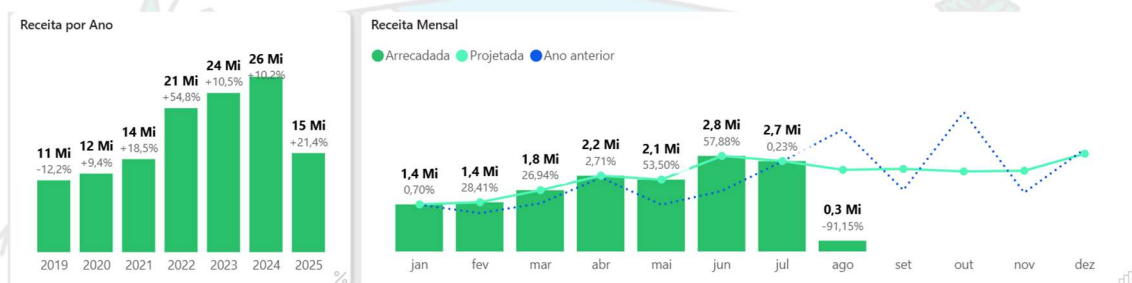 Receita por Ano
11 Mi
-12,2%
12 Mi
+9,4%
14 Mi
+18,5%
21 Mi
+54,8%
24 Mi
+10,5%
26 Mi
+10,2%
15 Mi
+21,4%
2019 2020 2021 2022 2023 2024 2025
Receita Mensal
Arrecadada Projetada Ano anterior
1,4 Mi
0,70%
1,4 Mi
28,41%
1,8 Mi
26,94%
2,2 Mi
2,71%
2,1 Mi
53,50%
2,8 Mi
57,88%
2,7 Mi
0,23%
0,3 Mi
-91,15%
jan fev mar abr mai jun jul ago set out nov dez